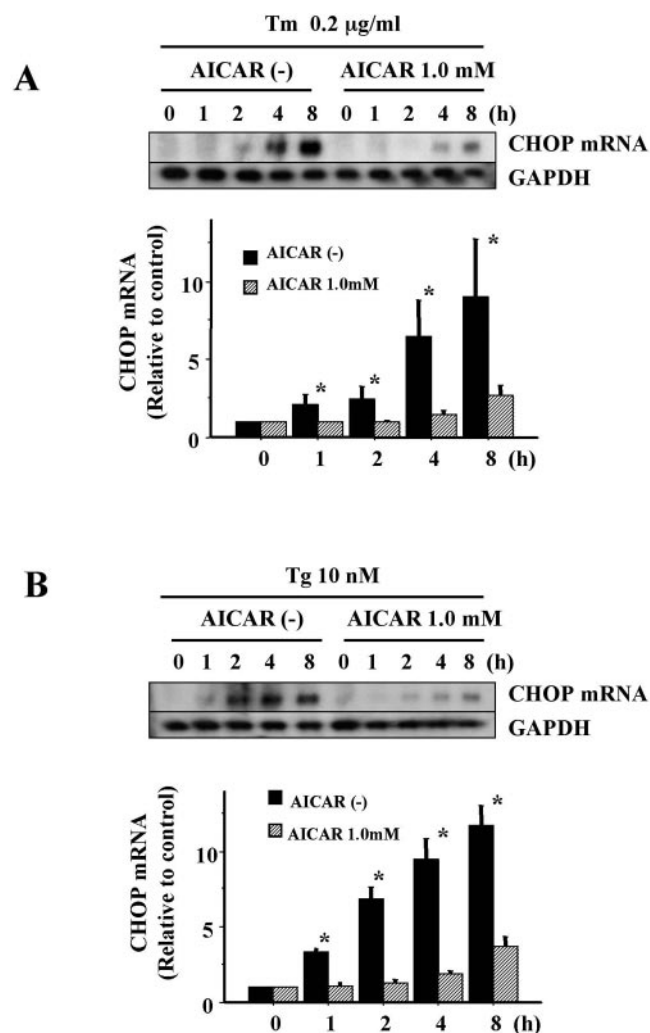 A
Tm 0.2 μg/ml
AICAR (-) AICAR 1.0 mM
0 1 2 4 8 0 1 2 4 8 (h)
CHOP mRNA
GAPDH
CHOP mRNA
(Relative to control)
AICAR (-)
AICAR 1.0mM
10
5
0
* * * *
0 1 2 4 8 (h)
B
Tg 10 nM
AICAR (-) AICAR 1.0 mM
0 1 2 4 8 0 1 2 4 8 (h)
CHOP mRNA
GAPDH
CHOP mRNA
(Relative to control)
AICAR (-)
AICAR 1.0mM
10
5
0
* * * *
0 1 2 4 8 (h)